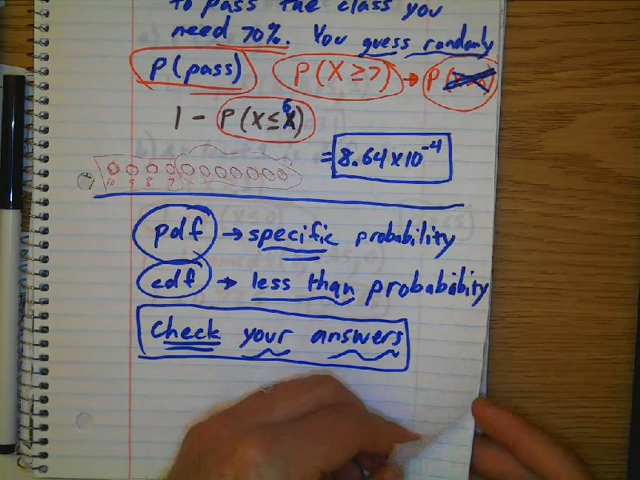 to pass the class you
need 70%. You guess randomly
P(pass) P(X ≥ 7) → P(
1 - P(X ≤ 6)
= 8.64 x 10⁻⁴
10 9 8 7
pdf → specific probability
cdf → less than probability
Check your answers